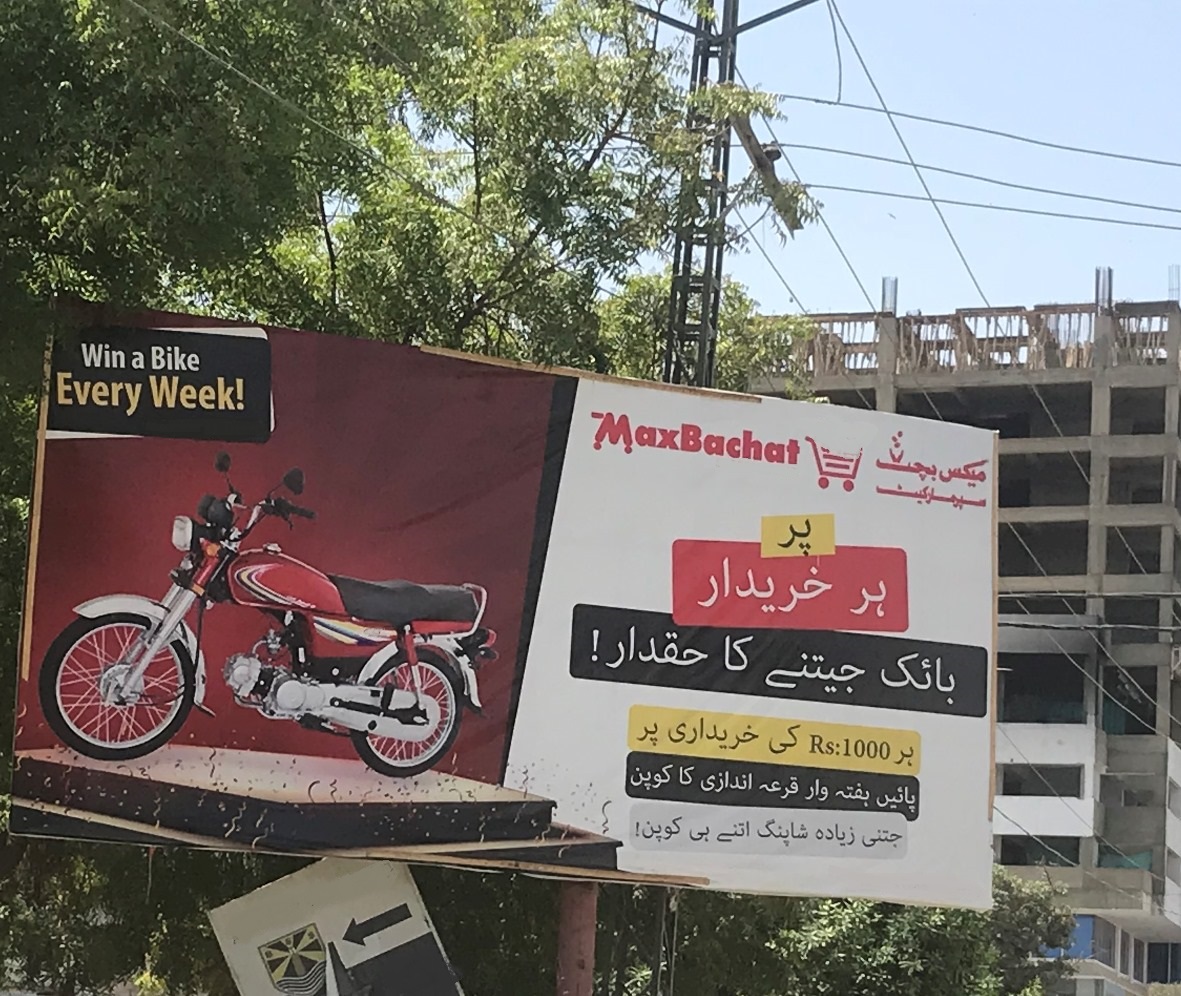 Win a Bike
Every Week!
MaxBachat
میکس بچت
سپر مارکیٹ
پر
ہر خریدار
بائک جیتنے کا حقدار!
ہر Rs:1000 کی خریداری پر
پائیں ہفتہ وار قرعہ اندازی کا کوپن
جتنی زیادہ شاپنگ اتنے ہی کوپن!